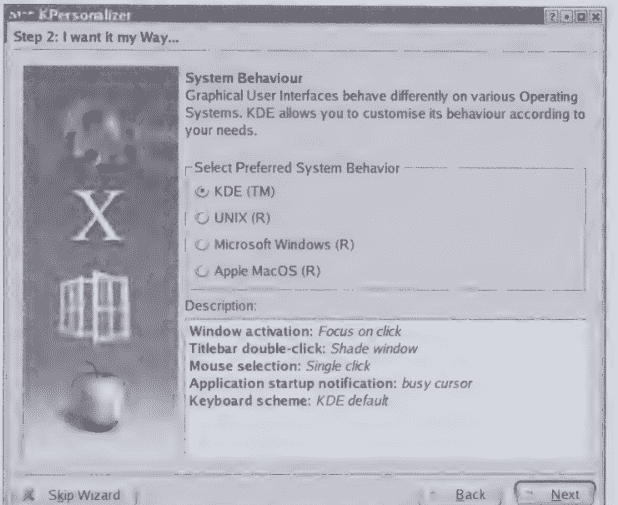 KPersonalizer
Step 2: I want it my Way...
System Behaviour
Graphical User Interfaces behave differently on various Operating
Systems. KDE allows you to customise its behaviour according to
your needs.
Select Preferred System Behavior
KDE (TM)
UNIX (R)
Microsoft Windows (R)
Apple MacOS (R)
Description:
Window activation: Focus on click
Titlebar double-click: Shade window
Mouse selection: Single click
Application startup notification: busy cursor
Keyboard scheme: KDE default
X
Skip Wizard
Back
Next